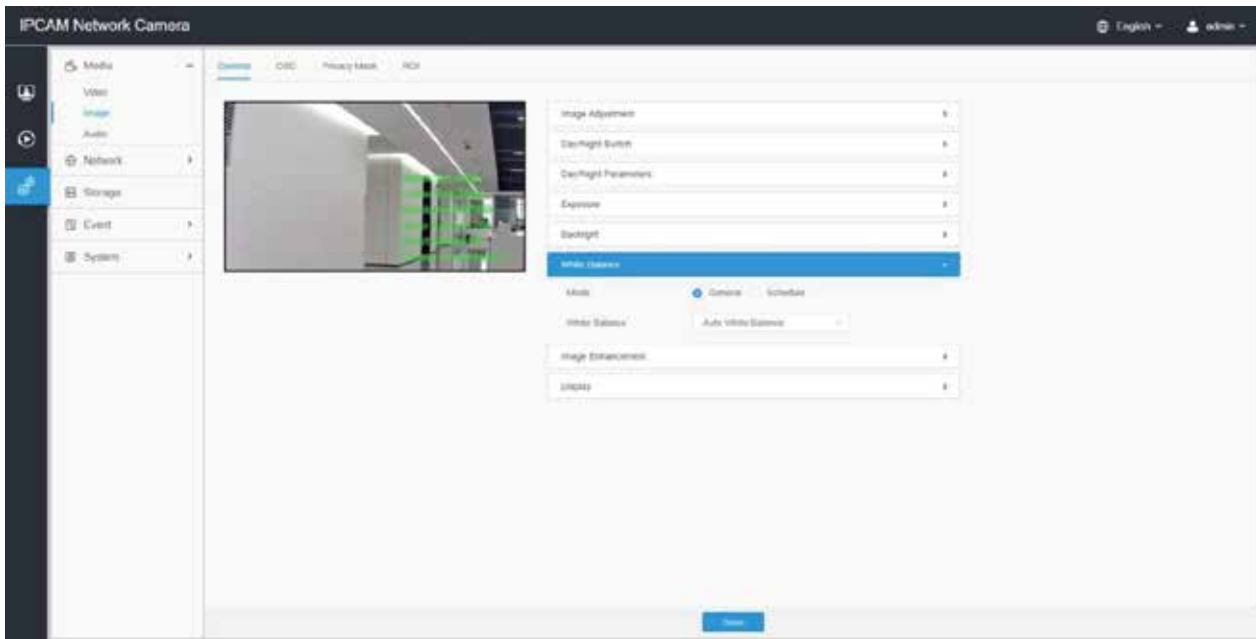 IPCAM Network Camera
English
admin
Media
Video
Image
Audio
Network
Storage
Event
System
General OSD Privacy Mask ROI
Image Adjustment
Day/Night Switch
Day/Night Parameters
Exposure
Backlight
White Balance
Mode General Schedule
White Balance Auto White Balance
Image Enhancement
Display
Save